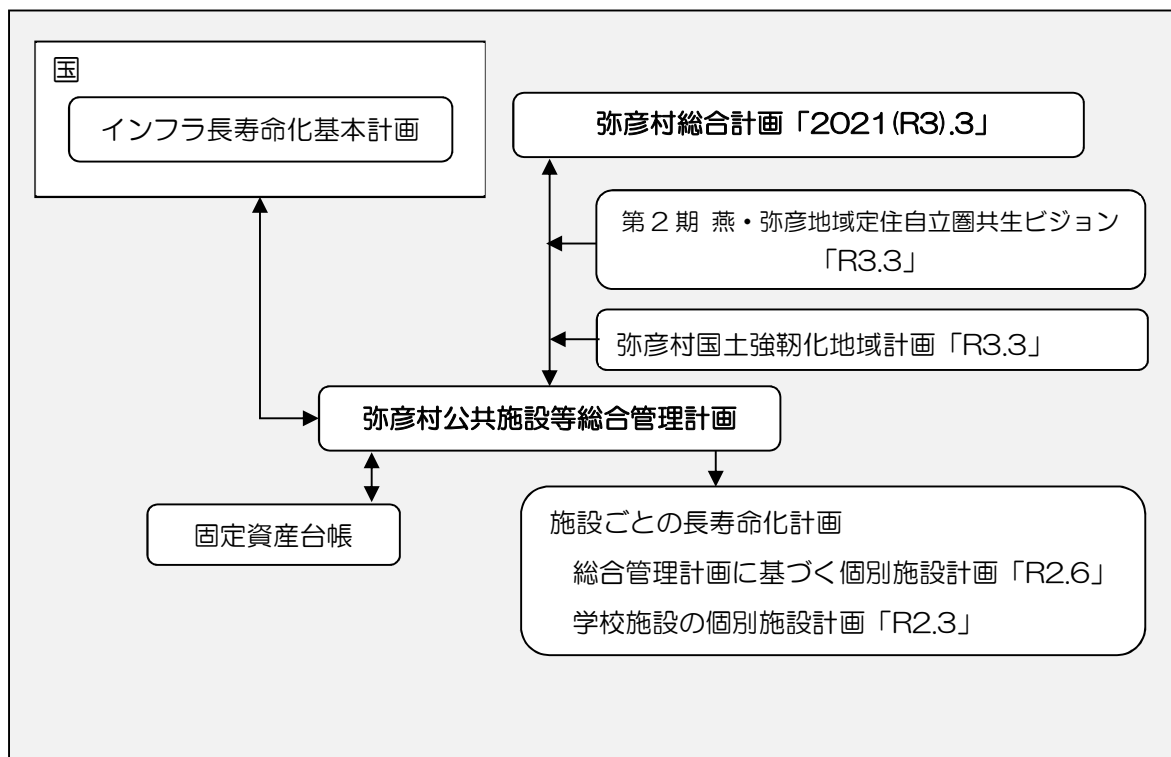 国
インフラ長寿命化基本計画
弥彦村総合計画「2021(R3).3」
第2期 燕・弥彦地域定住自立圏共生ビジョン
「R3.3」
弥彦村国土強靭化地域計画「R3.3」
弥彦村公共施設等総合管理計画
固定資産台帳
施設ごとの長寿命化計画
総合管理計画に基づく個別施設計画「R2.6」
学校施設の個別施設計画「R2.3」